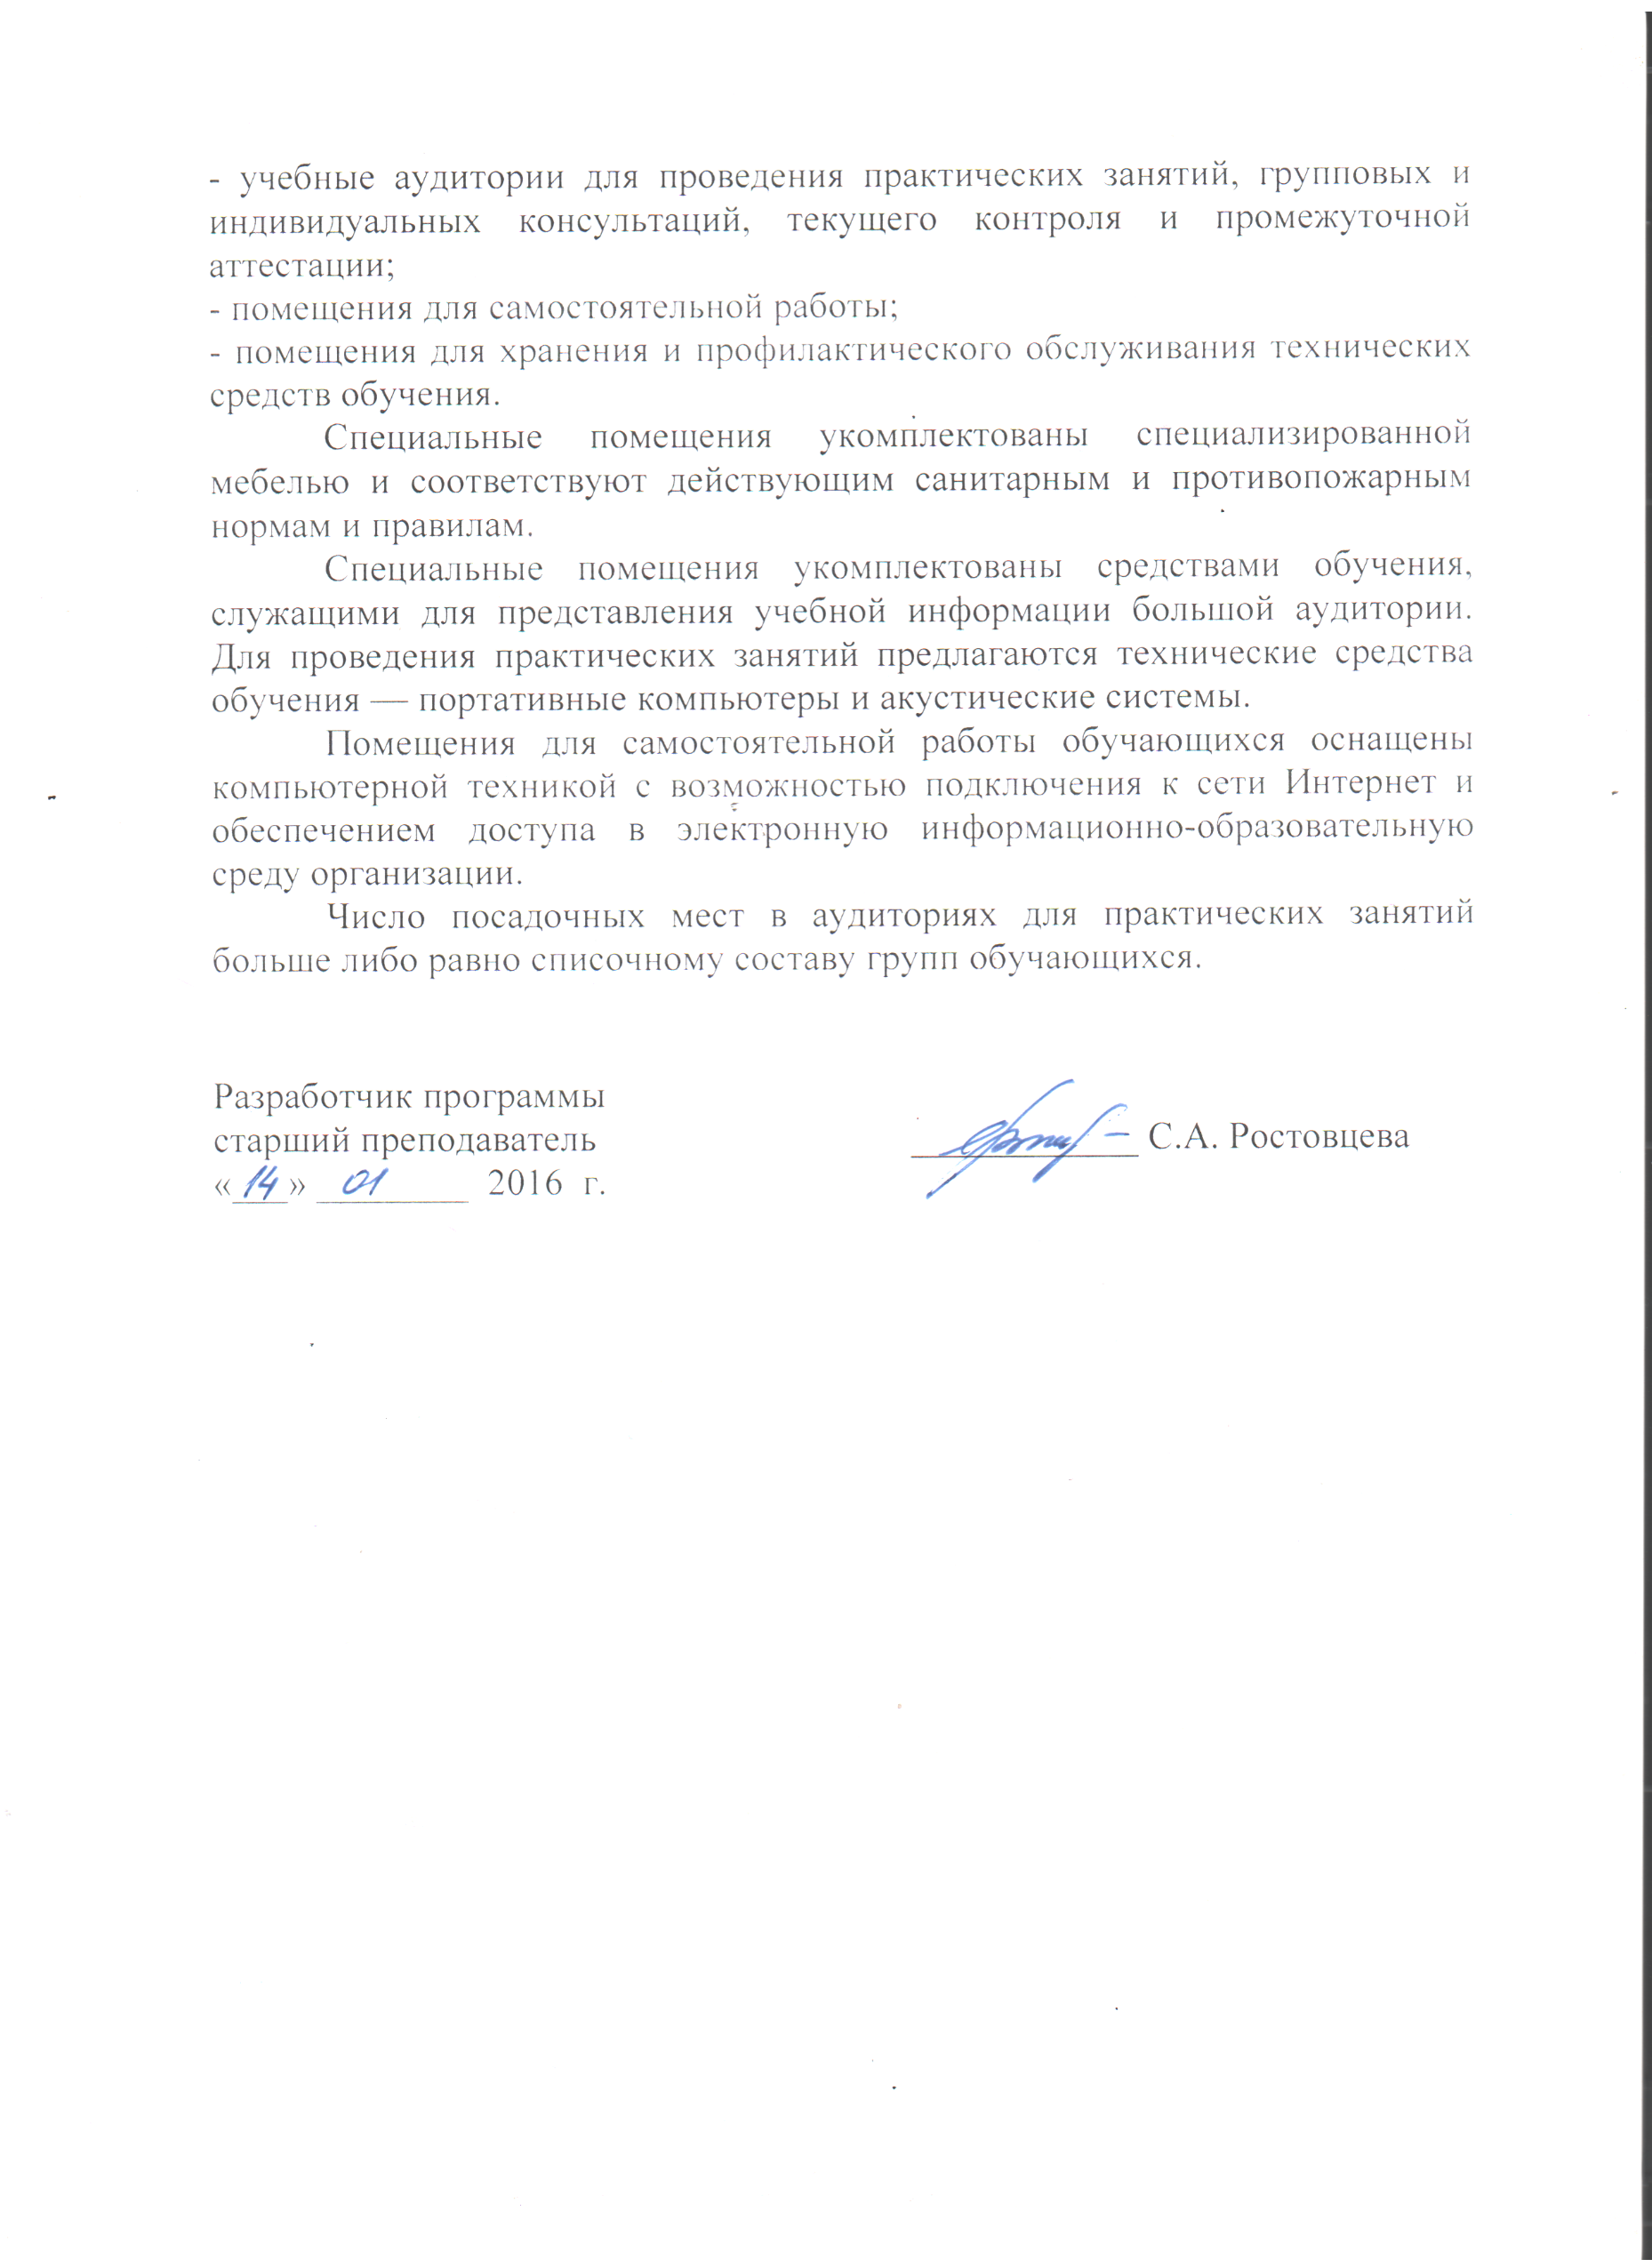 - учебные аудитории для проведения практических занятий, групповых и
индивидуальных консультаций, текущего контроля и промежуточной
аттестации;
- помещения для самостоятельной работы;
- помещения для хранения и профилактического обслуживания технических
средств обучения.
Специальные помещения укомплектованы специализированной
мебелью и соответствуют действующим санитарным и противопожарным
нормам и правилам.
Специальные помещения укомплектованы средствами обучения,
служащими для представления учебной информации большой аудитории.
Для проведения практических занятий предлагаются технические средства
обучения — портативные компьютеры и акустические системы.
Помещения для самостоятельной работы обучающихся оснащены
компьютерной техникой с возможностью подключения к сети Интернет и
обеспечением доступа в электронную информационно-образовательную
среду организации.
Число посадочных мест в аудиториях для практических занятий
больше либо равно списочному составу групп обучающихся.
Разработчик программы
старший преподаватель С.А. Ростовцева
«14» 01 2016 г.